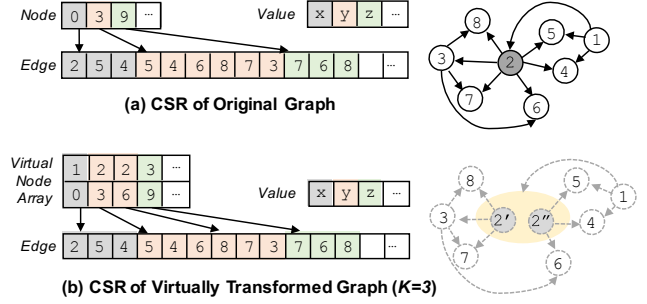 Node 0 3 9 ...
Value x y z ...
Edge 2 5 4 5 4 6 8 7 3 7 6 8 ...
(a) CSR of Original Graph
8
5
1
3
2
4
7
6
Virtual
Node
Array
1 2 2 3 ...
0 3 6 9 ...
Value x y z ...
Edge 2 5 4 5 4 6 8 7 3 7 6 8 ...
(b) CSR of Virtually Transformed Graph (K=3)
8
5
1
3
2′ 2″
4
7
6